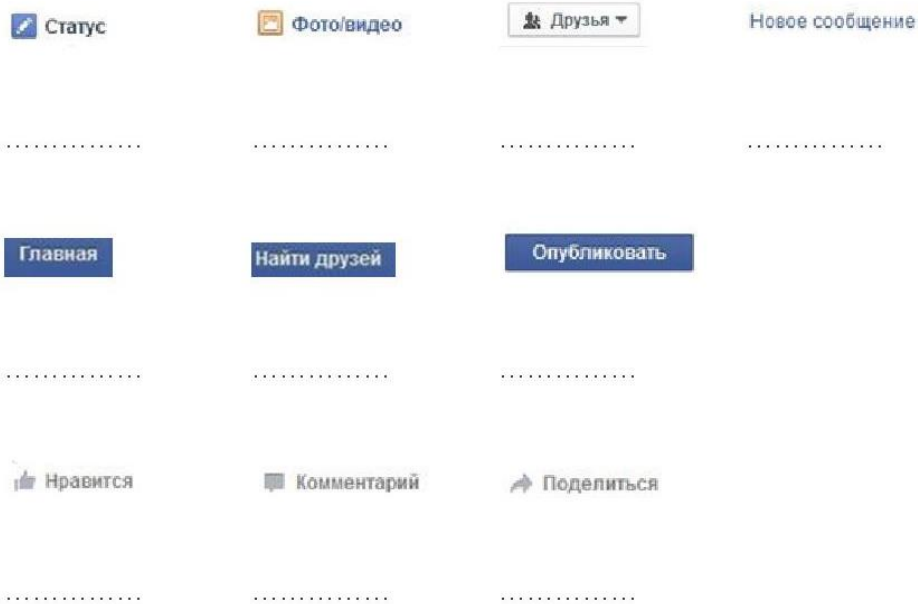 Статус Фото/видео Друзья Новое сообщение
............... ............... ............... ...............
Главная Найти друзей Опубликовать
............... ............... ...............
Нравится Комментарий Поделиться
............... ............... ...............